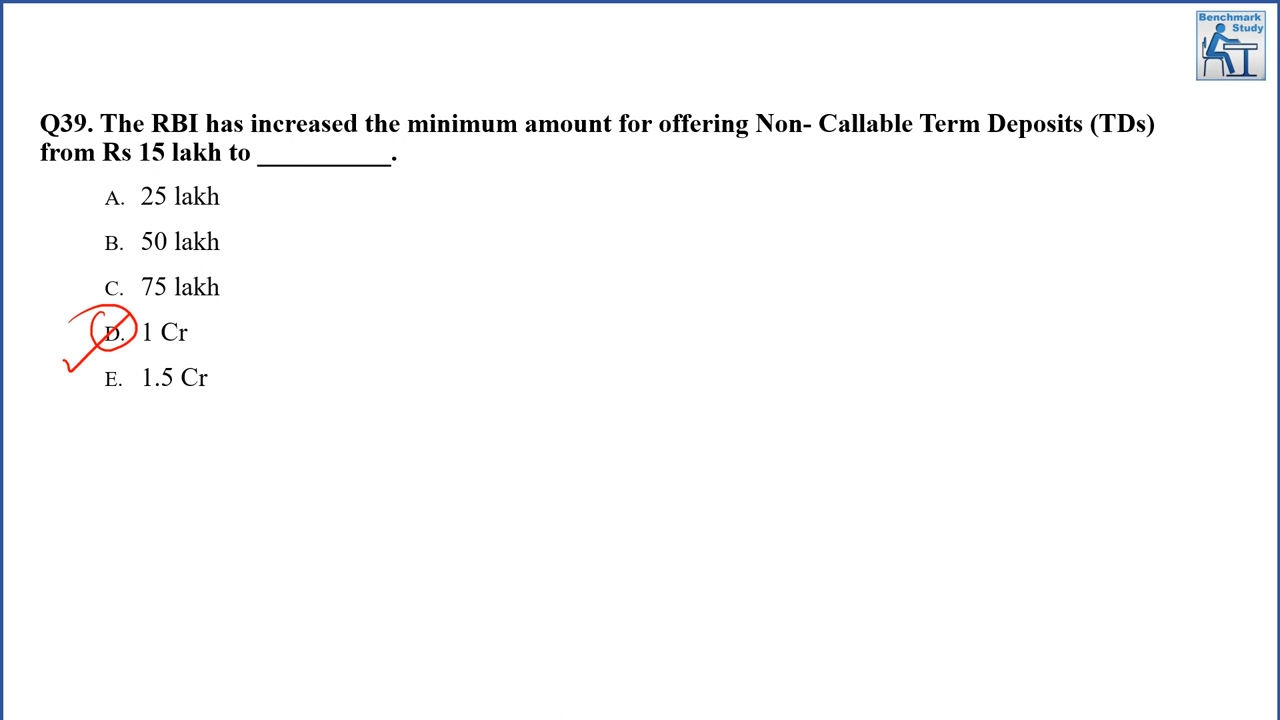 Benchmark
Study
Q39. The RBI has increased the minimum amount for offering Non- Callable Term Deposits (TDs)
from Rs 15 lakh to __________.
A. 25 lakh
B. 50 lakh
C. 75 lakh
D. 1 Cr
E. 1.5 Cr